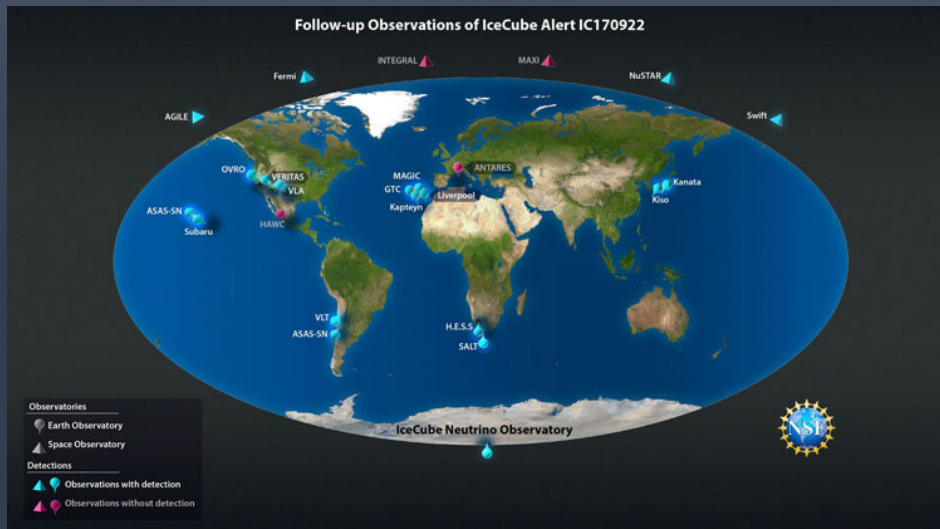 Follow-up Observations of IceCube Alert IC170922
INTEGRAL
MAXI
Fermi
NuSTAR
AGILE
Swift
OVRO
VERITAS
VLA
MAGIC
ANTARES
GTC
Liverpool
Kapteyn
Kanata
Kiso
ASAS-SN
Subaru
HAWC
VLT
ASAS-SN
H.E.S.S
SALT
IceCube Neutrino Observatory
Observatories
Earth Observatory
Space Observatory
Detections
Observations with detection
Observations without detection
NSF